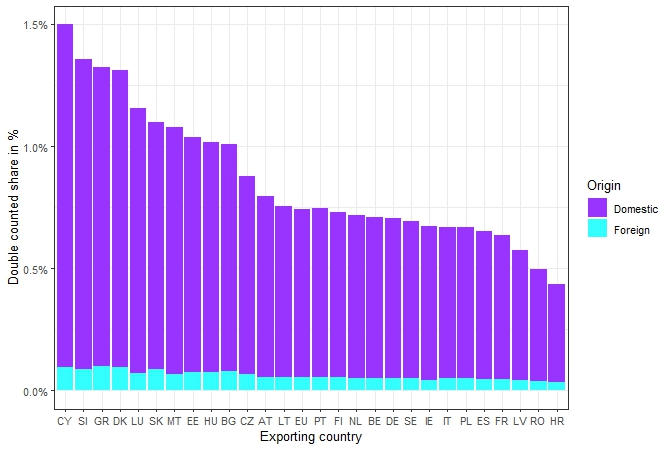 Double counted share in %
1.5%
1.0%
0.5%
0.0%
CY SI GR DK LU SK MT EE HU BG CZ AT LT EU PT FI NL BE DE SE IE IT PL ES FR LV RO HR
Exporting country
Origin
Domestic
Foreign